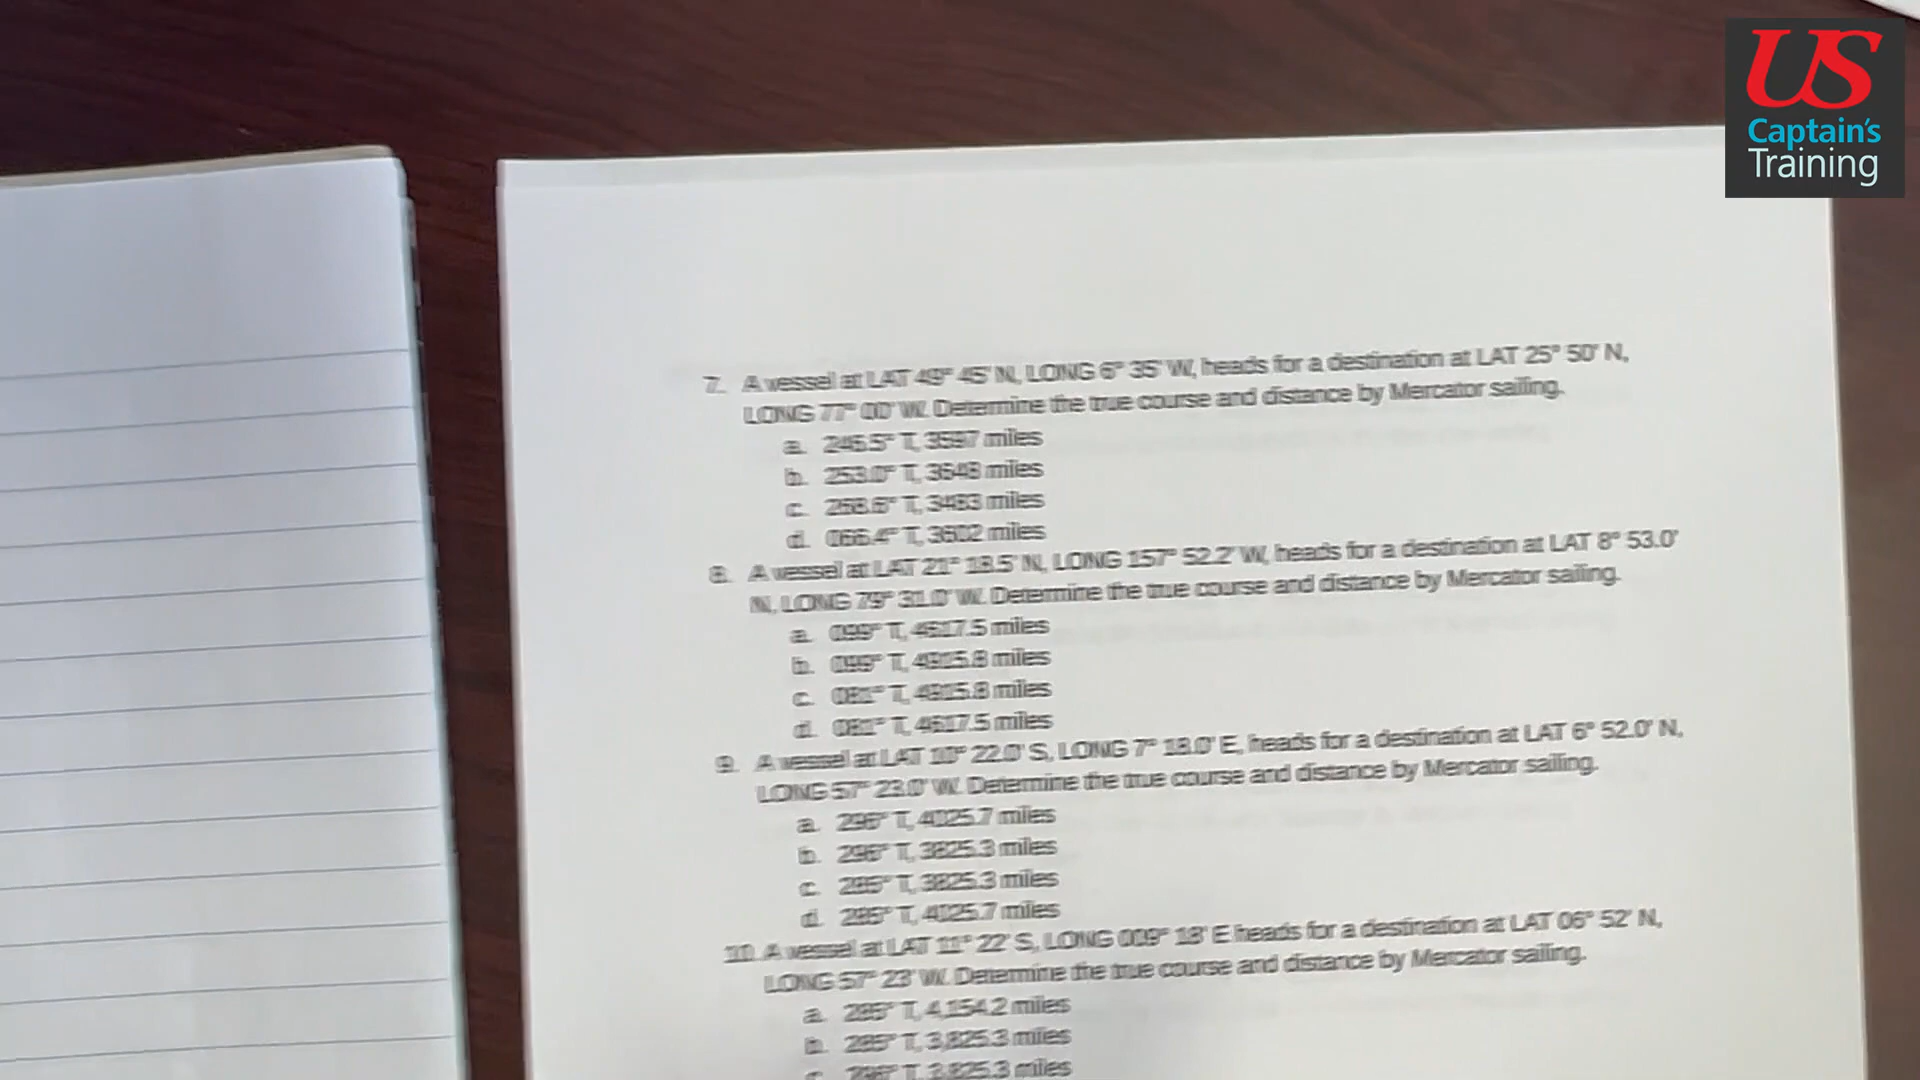 US
Captain's
Training
7. A vessel at LAT 49° 45' N, LONG 6° 35' W, heads for a destination at LAT 25° 50' N,
LONG 77° 00' W. Determine the true course and distance by Mercator sailing.
a. 246.5° T, 3597 miles
b. 253.0° T, 3648 miles
c. T, 3483 miles
d. 066.4° T, 3602 miles
8. A vessel at LAT 21° 18.5' N, LONG 157° 52.2' W, heads for a destination at LAT 8° 53.0'
N, LONG 79° 31.0' W. Determine the true course and distance by Mercator sailing.
a. 099° T, 4617.5 miles
b. 099° T, 4915.8 miles
c. 081° T, 4915.8 miles
d. 081° T, 4617.5 miles
9. A vessel at LAT 10° 22.0' S, LONG 7° 18.0' E, heads for a destination at LAT 6° 52.0' N,
LONG 57° 23.0' W. Determine the true course and distance by Mercator sailing.
a. 296° T, 4025.7 miles
b. 296° T, 3825.3 miles
c. 285° T, 3825.3 miles
d. 285° T, 4025.7 miles
10. A vessel at LAT 11° 22' S, LONG 009° 18' E heads for a destination at LAT 06° 52' N,
LONG 57° 23' W. Determine the true course and distance by Mercator sailing.
a. 285° T, 4,154.2 miles
b. 285° T, 3,825.3 miles
c. 296° T, 3,825.3 miles